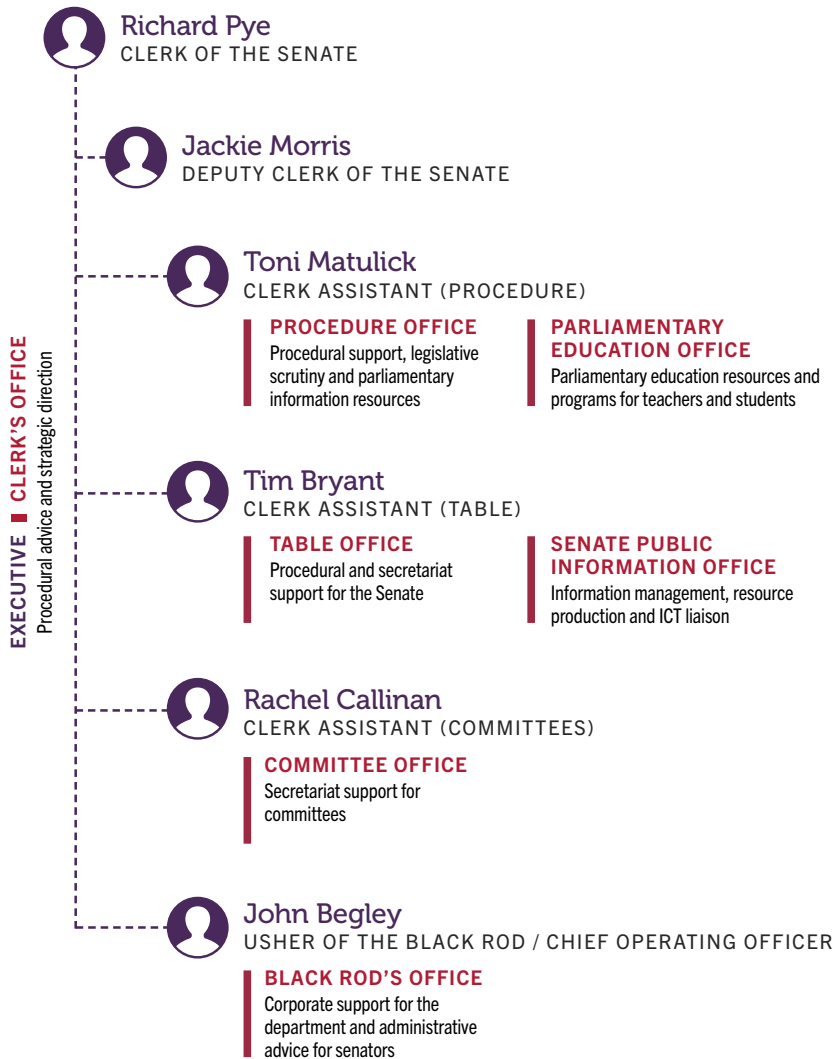 Richard Pye
CLERK OF THE SENATE
Jackie Morris
DEPUTY CLERK OF THE SENATE
Toni Matulick
CLERK ASSISTANT (PROCEDURE)
PROCEDURE OFFICE
Procedural support, legislative
scrutiny and parliamentary
information resources
PARLIAMENTARY
EDUCATION OFFICE
Parliamentary education resources and
programs for teachers and students
EXECUTIVE CLERK'S OFFICE
Procedural advice and strategic direction
Tim Bryant
CLERK ASSISTANT (TABLE)
TABLE OFFICE
Procedural and secretariat
support for the Senate
SENATE PUBLIC
INFORMATION OFFICE
Information management, resource
production and ICT liaison
Rachel Callinan
CLERK ASSISTANT (COMMITTEES)
COMMITTEE OFFICE
Secretariat support for
committees
John Begley
USHER OF THE BLACK ROD / CHIEF OPERATING OFFICER
BLACK ROD'S OFFICE
Corporate support for the
department and administrative
advice for senators